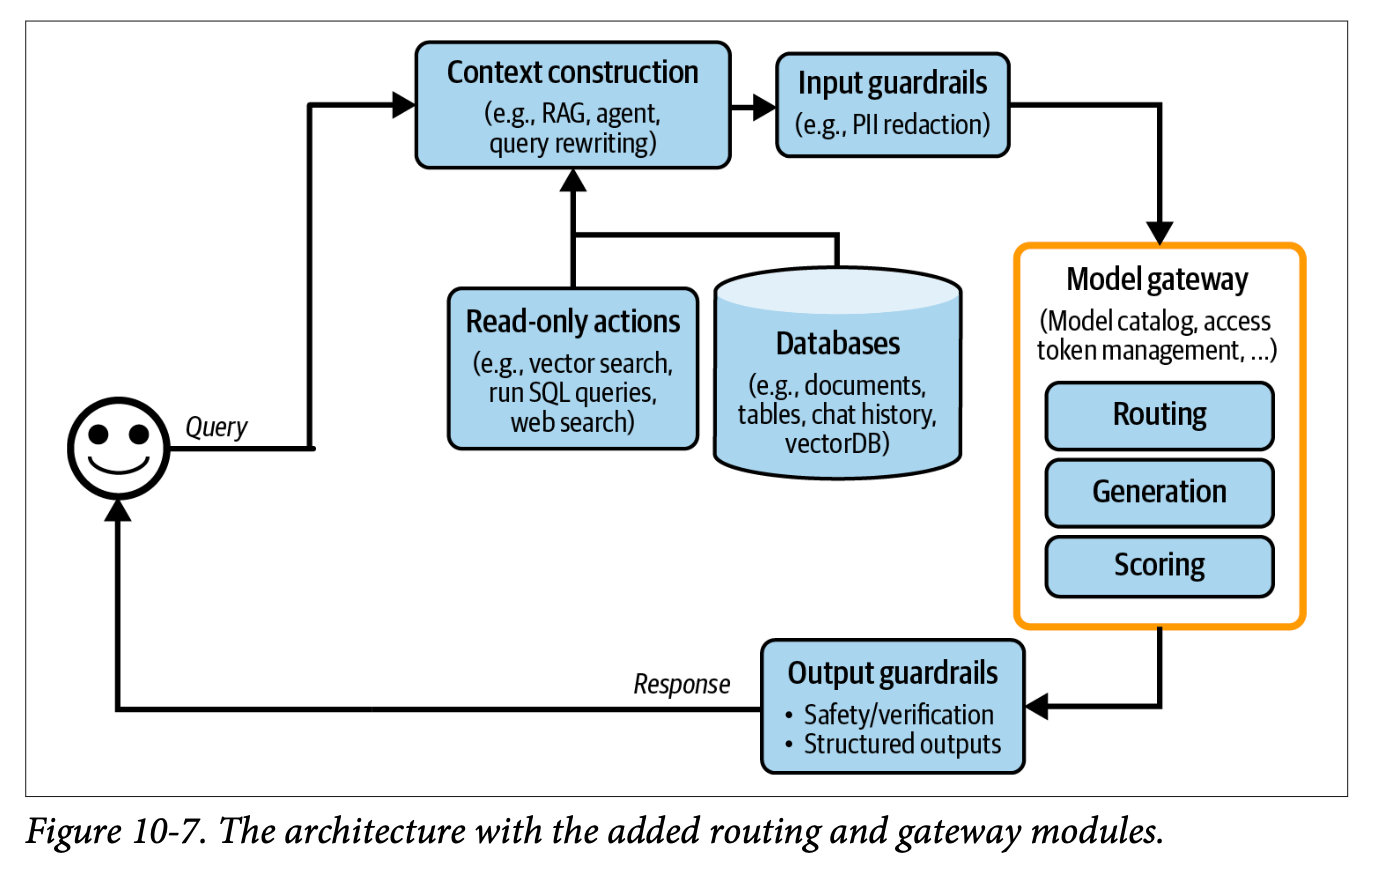 Context construction
(e.g., RAG, agent,
query rewriting)
Input guardrails
(e.g., PII redaction)
Model gateway
(Model catalog, access
token management, ...)
Routing
Generation
Scoring
Read-only actions
(e.g., vector search,
run SQL queries,
web search)
Databases
(e.g., documents,
tables, chat history,
vectorDB)
Query
Response
Output guardrails
• Safety/verification
• Structured outputs
Figure 10-7. The architecture with the added routing and gateway modules.